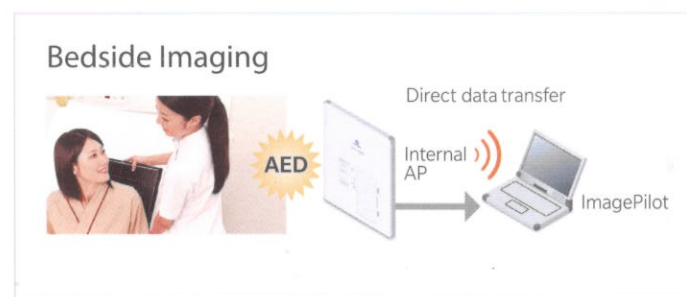 Bedside Imaging
Direct data transfer
AED
Internal
AP
ImagePilot